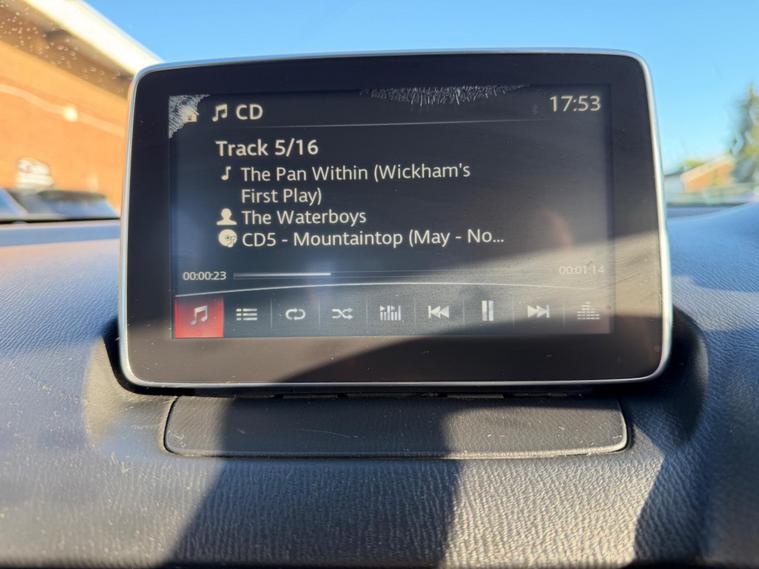 CD
17:53
Track 5/16
The Pan Within (Wickham's
First Play)
The Waterboys
CD5 - Mountaintop (May - No...
00:00:23
00:01:14